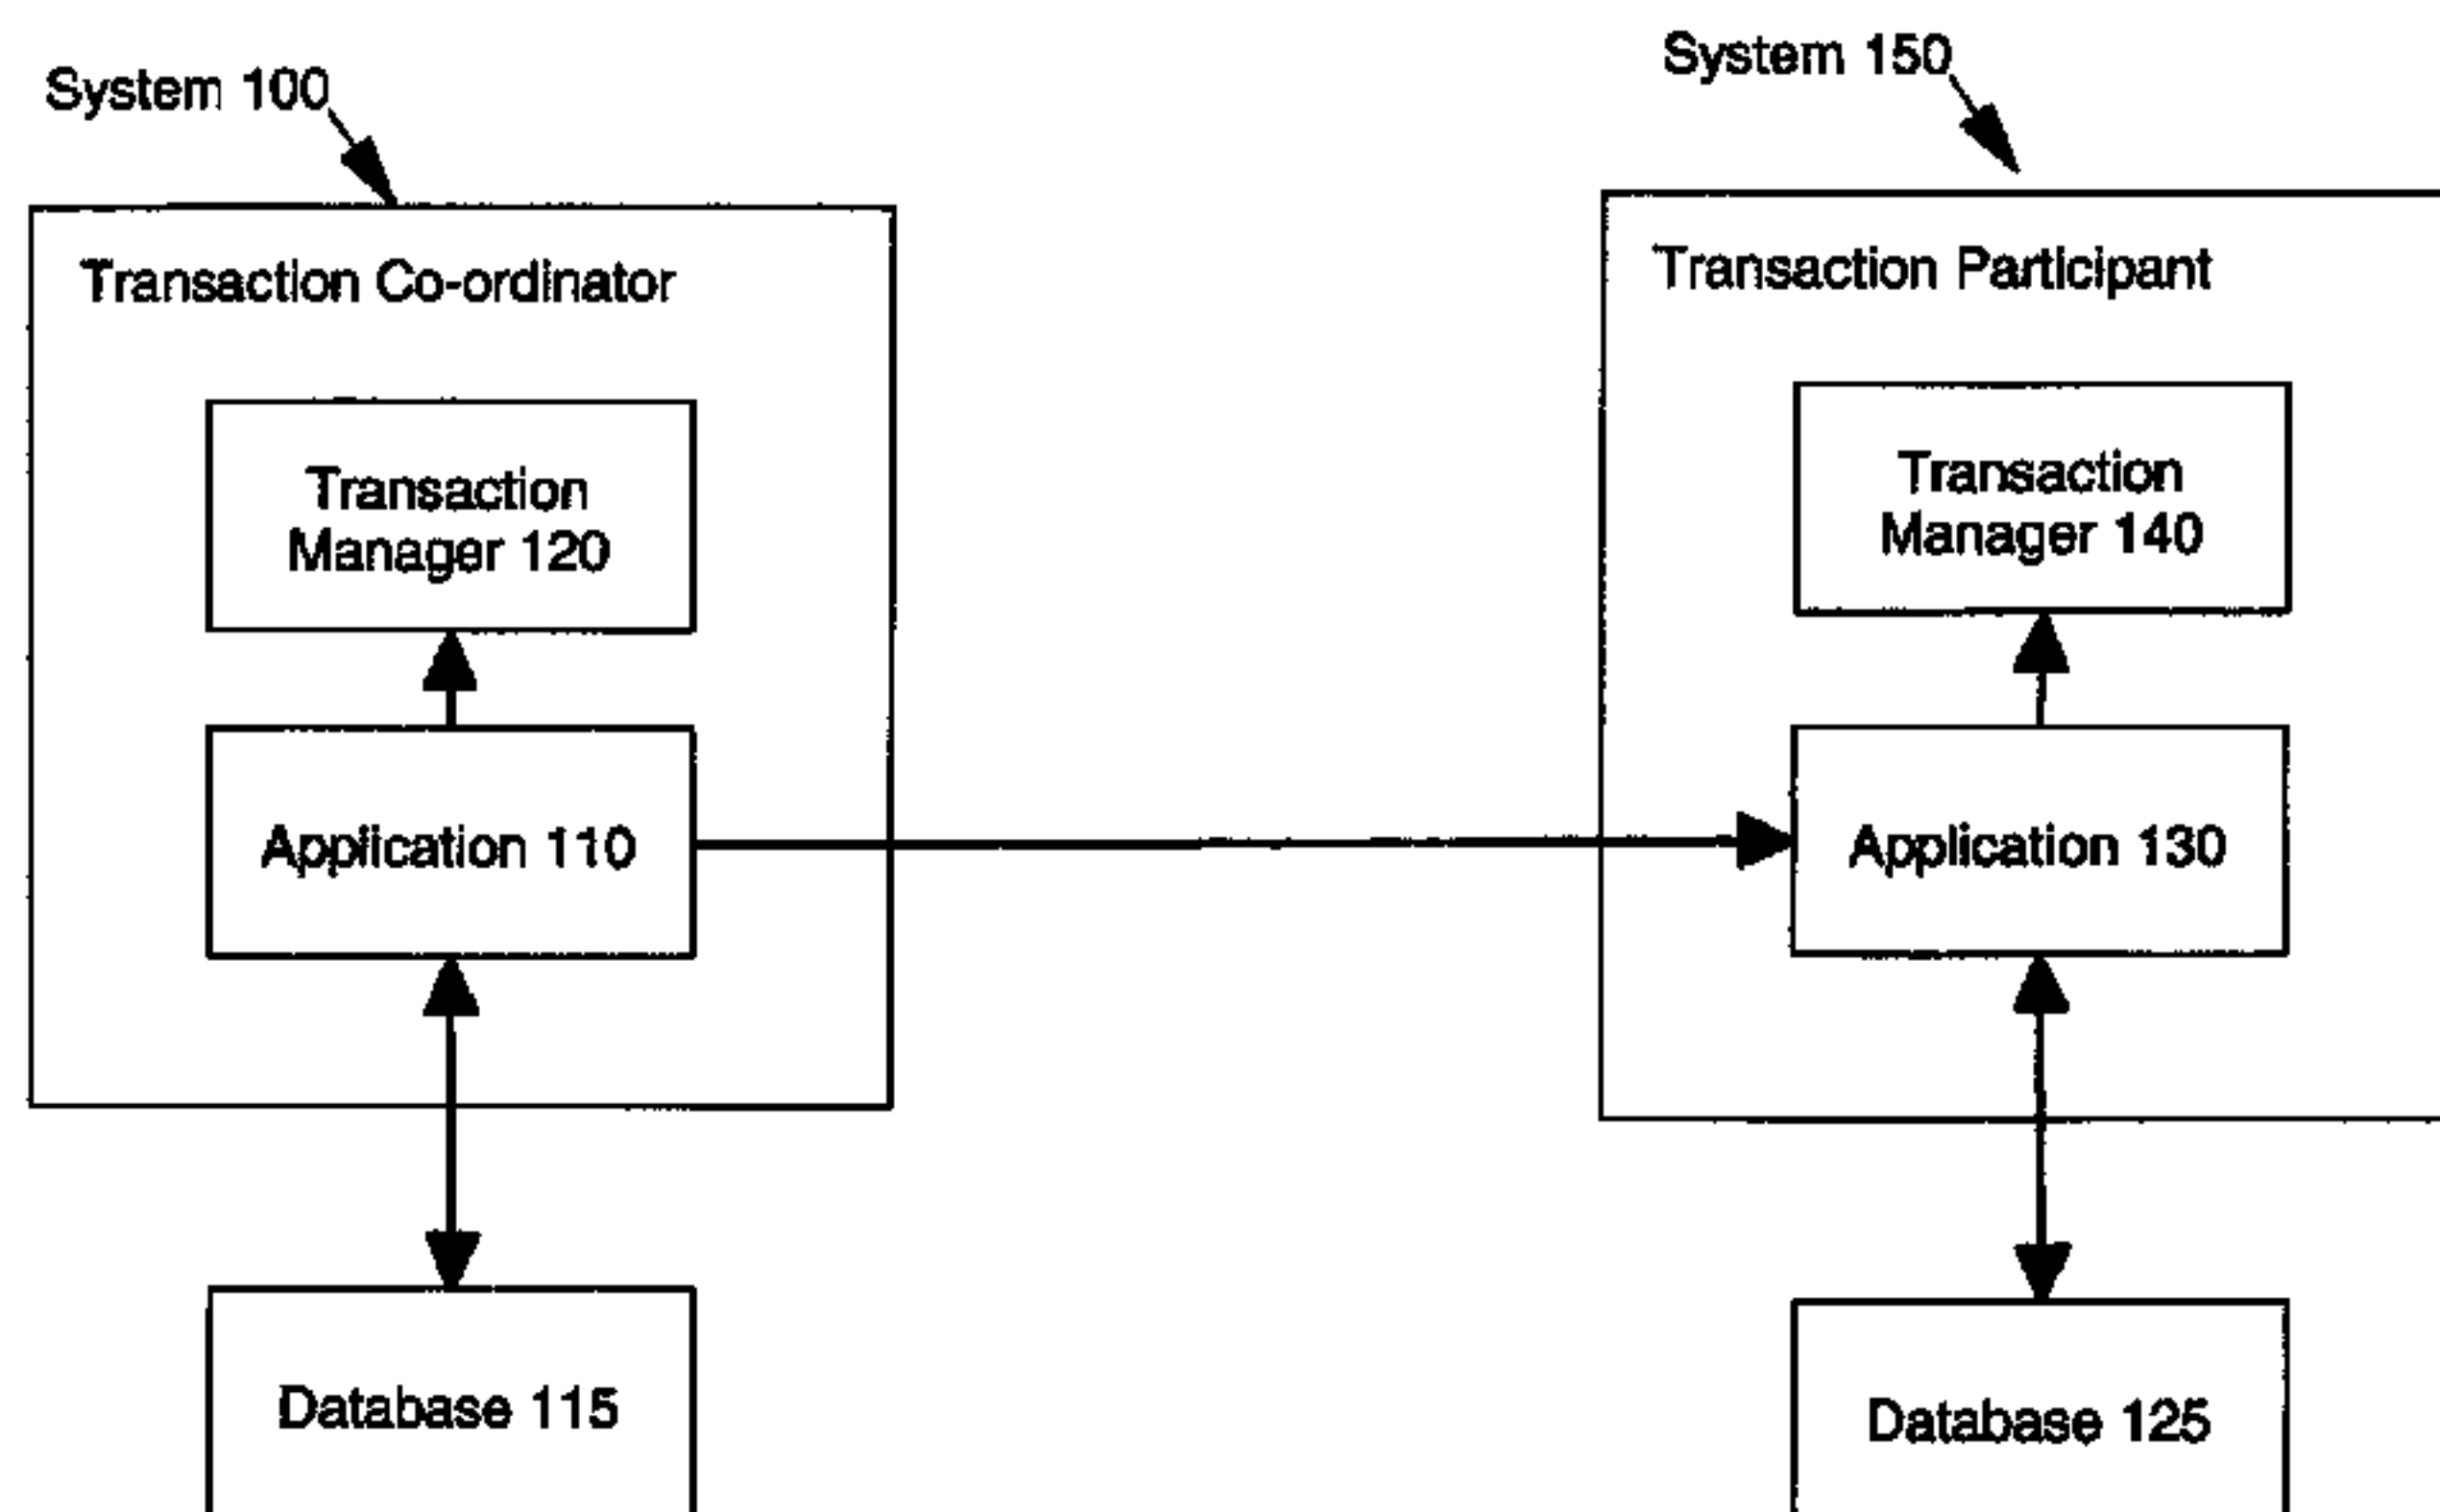 System 100
System 150
Transaction Co-ordinator
Transaction Participant
Transaction
Manager 120
Transaction
Manager 140
Application 110
Application 130
Database 115
Database 125